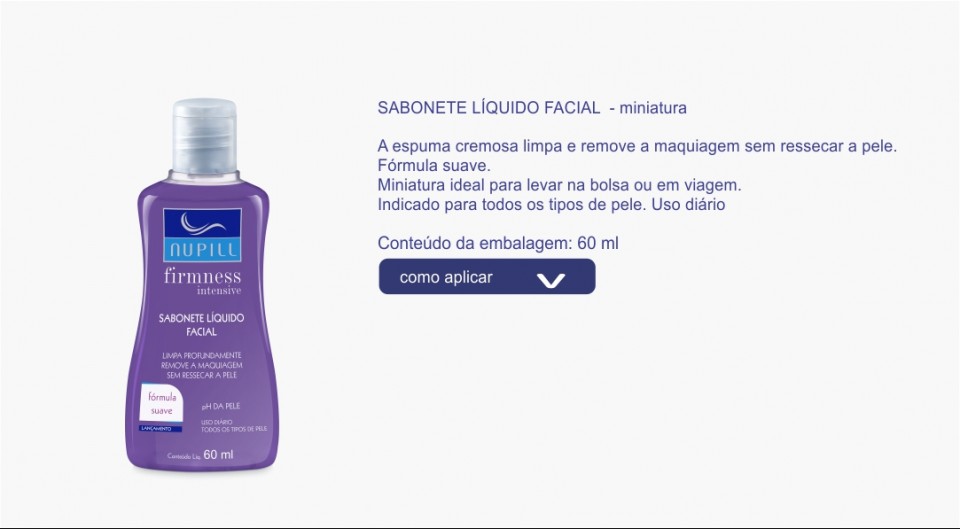 SABONETE LÍQUIDO FACIAL - miniatura
A espuma cremosa limpa e remove a maquiagem sem ressecar a pele.
Fórmula suave.
Miniatura ideal para levar na bolsa ou em viagem.
Indicado para todos os tipos de pele. Uso diário
Conteúdo da embalagem: 60 ml
como aplicar
NUPILL
firmness
intensive
SABONETE LÍQUIDO
FACIAL
LIMPA PROFUNDAMENTE
REMOVE A MAQUIAGEM
SEM RESSECAR A PELE
fórmula
suave
LANÇAMENTO
pH DA PELE
USO DIÁRIO
TODOS OS TIPOS DE PELE
Conteúdo Líq. 60 ml